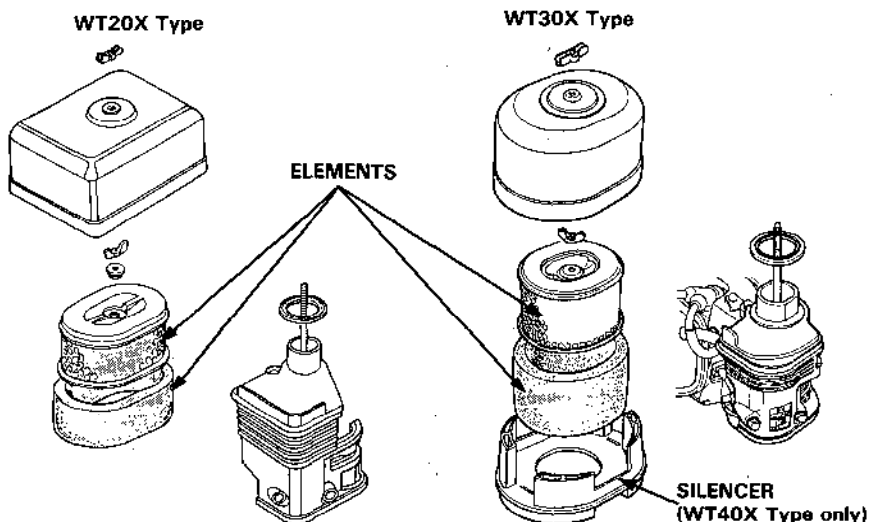 WT20X Type
WT30X Type
ELEMENTS
SILENCER
(WT40X Type only)